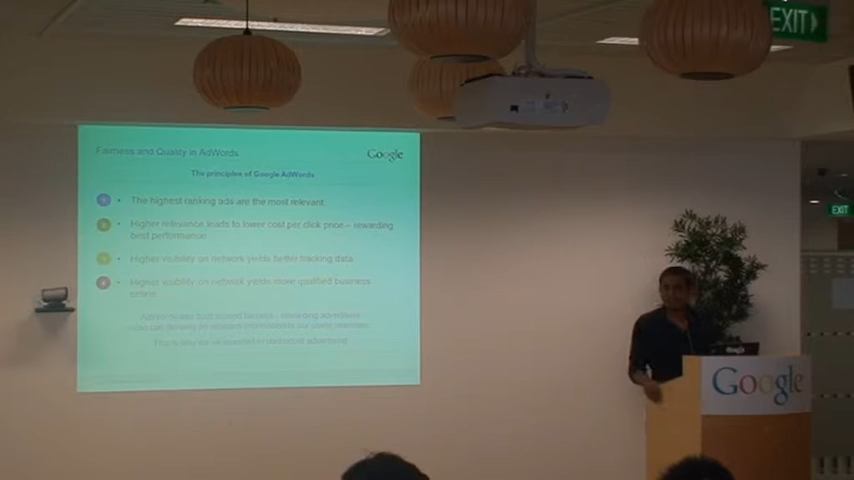 EXIT
Fairness and Quality in AdWords
Google
The principles of Google AdWords
The highest ranking ads are the most relevant
Higher relevance leads to lower cost per click price – rewarding
best performance
Higher visibility on network yields better tracking data
Higher visibility on network yields more qualified business
online
EXIT
Google